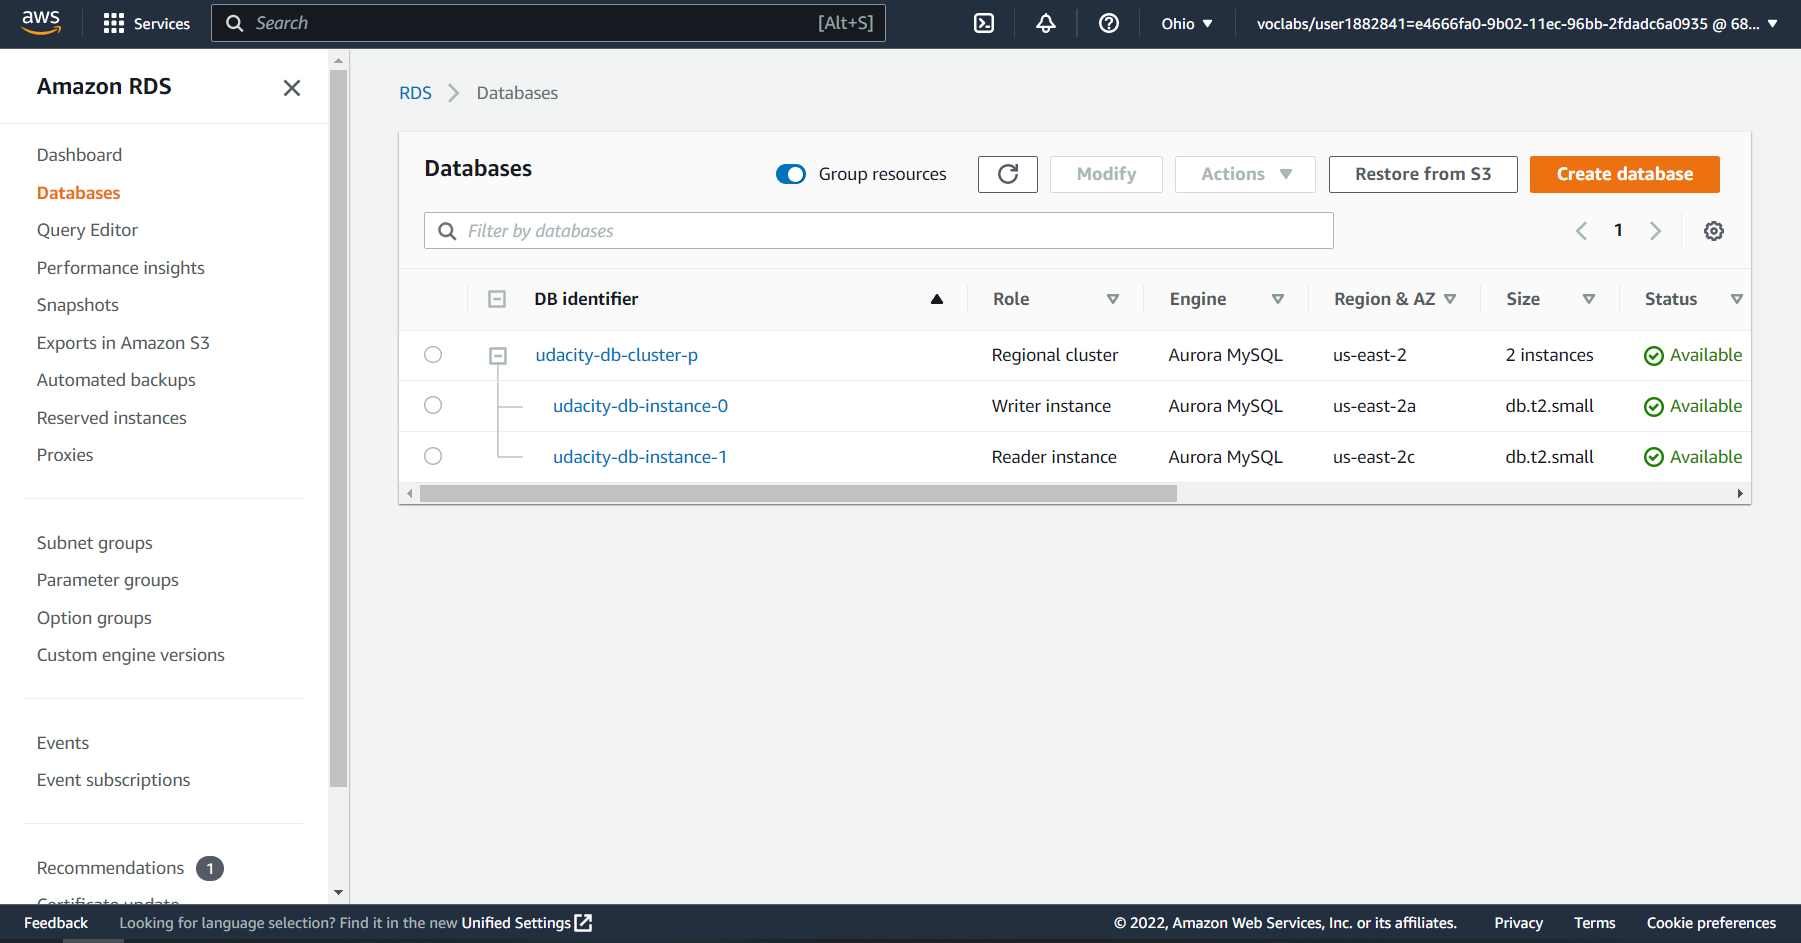 aws Services Search [Alt+S] Ohio voclabs/user1882841=e4666fa0-9b02-11ec-96bb-2fdadc6a0935 @ 68...
Amazon RDS
Dashboard
Databases
Query Editor
Performance insights
Snapshots
Exports in Amazon S3
Automated backups
Reserved instances
Proxies
Subnet groups
Parameter groups
Option groups
Custom engine versions
Events
Event subscriptions
Recommendations 1
Certificate update
RDS Databases
Databases Group resources Modify Actions Restore from S3 Create database
Filter by databases 1
DB identifier Role Engine Region & AZ Size Status
udacity-db-cluster-p Regional cluster Aurora MySQL us-east-2 2 instances Available
udacity-db-instance-0 Writer instance Aurora MySQL us-east-2a db.t2.small Available
udacity-db-instance-1 Reader instance Aurora MySQL us-east-2c db.t2.small Available
Feedback Looking for language selection? Find it in the new Unified Settings © 2022, Amazon Web Services, Inc. or its affiliates. Privacy Terms Cookie preferences